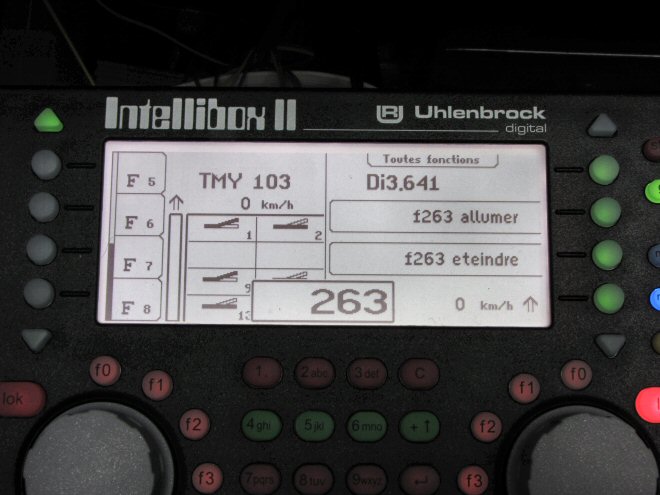 Intellibox II
Uhlenbrock
digital
Toutes fonctions
F 5
TMY 103
Di3.641
0 km/h
F 6
f263 allumer
1
2
F 7
f263 eteindre
9
F 8
13
263
0 km/h
f0
f0
f1
f1
1.
2abc
3def
C
lok
f2
4ghi
5jkl
6mno
+↑
f2
f3
7pqrs
8tuv
9wxyz
↵
f3